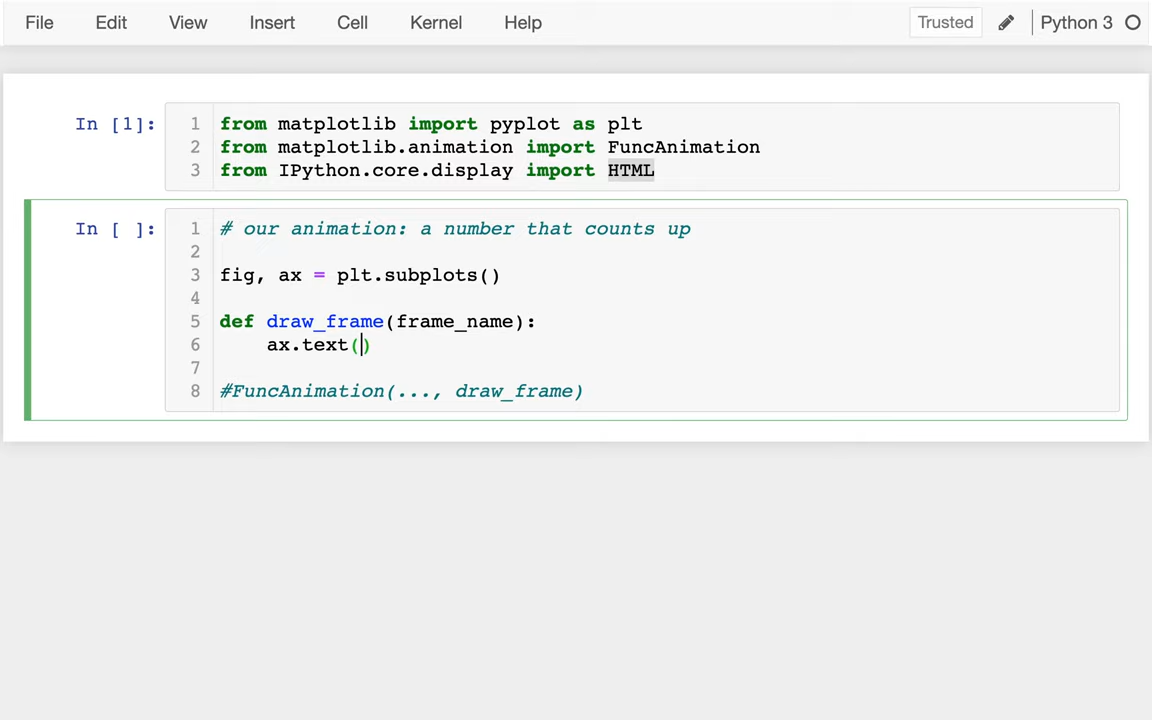 File Edit View Insert Cell Kernel Help Trusted Python 3
In [1]:
1 from matplotlib import pyplot as plt
2 from matplotlib.animation import FuncAnimation
3 from IPython.core.display import HTML
In [ ]:
1 # our animation: a number that counts up
2
3 fig, ax = plt.subplots()
4
5 def draw_frame(frame_name):
6     ax.text()
7
8 #FuncAnimation(..., draw_frame)